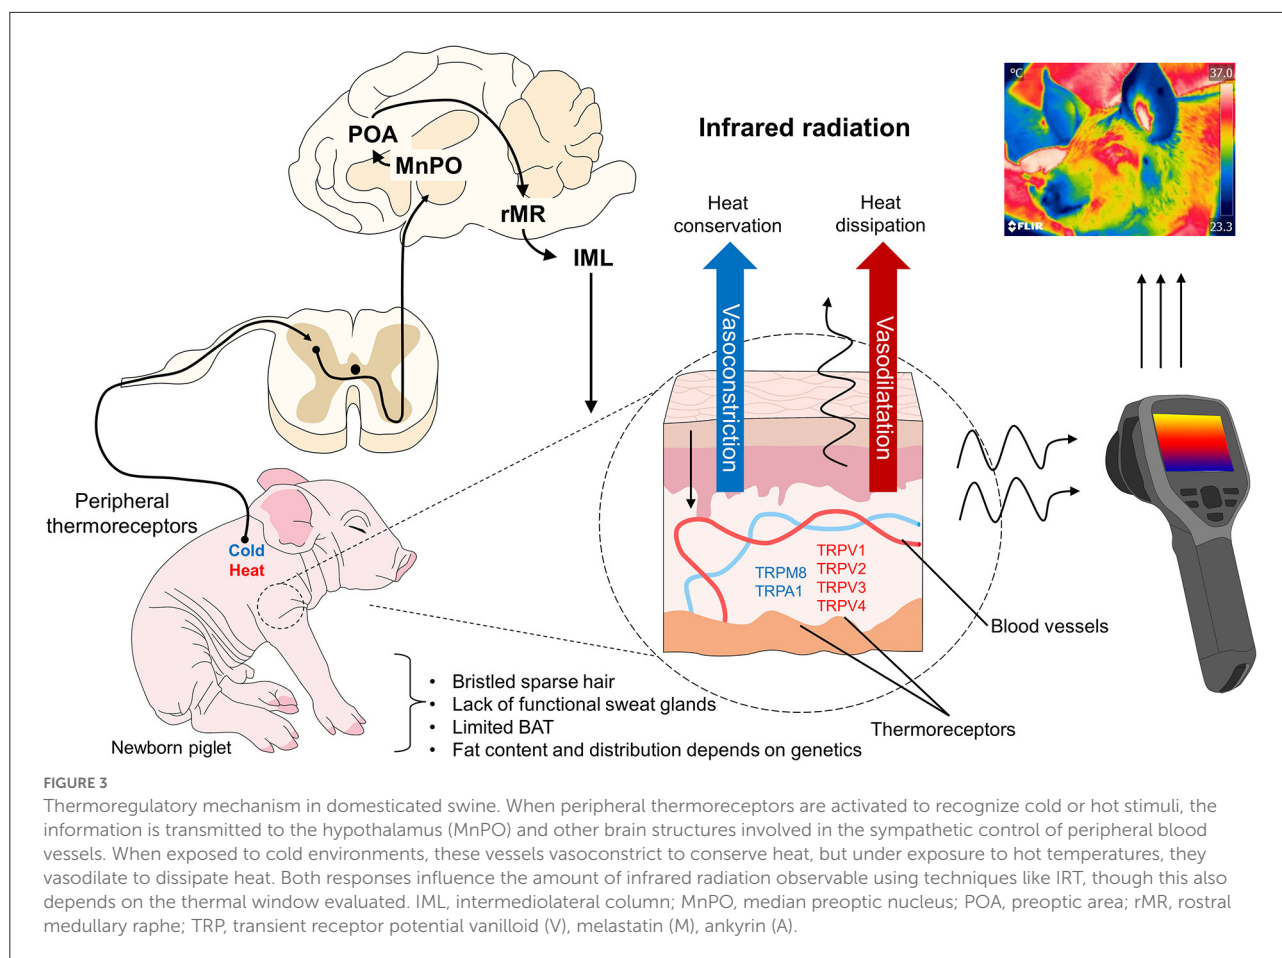 POA
MnPO
rMR
IML
Infrared radiation
Heat
conservation
Heat
dissipation
Vasoconstriction
Vasodilatation
°C
37.0
23.3
FLIR
Peripheral
thermoreceptors
Cold
Heat
TRPM8
TRPA1
TRPV1
TRPV2
TRPV3
TRPV4
Blood vessels
Thermoreceptors
Newborn piglet
• Bristled sparse hair
• Lack of functional sweat glands
• Limited BAT
• Fat content and distribution depends on genetics
FIGURE 3
Thermoregulatory mechanism in domesticated swine. When peripheral thermoreceptors are activated to recognize cold or hot stimuli, the
information is transmitted to the hypothalamus (MnPO) and other brain structures involved in the sympathetic control of peripheral blood
vessels. When exposed to cold environments, these vessels vasoconstrict to conserve heat, but under exposure to hot temperatures, they
vasodilate to dissipate heat. Both responses influence the amount of infrared radiation observable using techniques like IRT, though this also
depends on the thermal window evaluated. IML, intermediolateral column; MnPO, median preoptic nucleus; POA, preoptic area; rMR, rostral
medullary raphe; TRP, transient receptor potential vanilloid (V), melastatin (M), ankyrin (A).